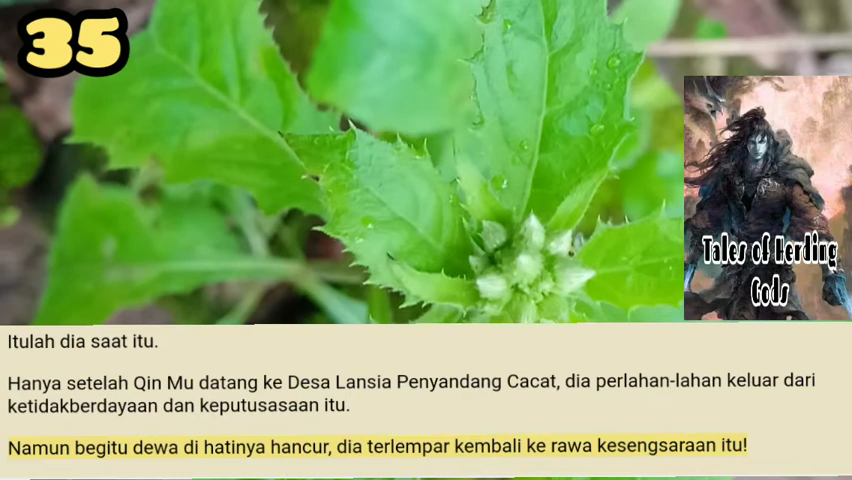 35
Tales of Herding
Gods
Itulah dia saat itu.
Hanya setelah Qin Mu datang ke Desa Lansia Penyandang Cacat, dia perlahan-lahan keluar dari
ketidakberdayaan dan keputusasaan itu.
Namun begitu dewa di hatinya hancur, dia terlempar kembali ke rawa kesengsaraan itu!